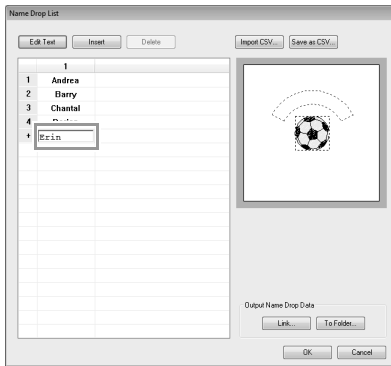 Name Drop List
Edit Text Insert Delete Import CSV... Save as CSV...
1
1 Andrea
2 Barry
3 Chantal
4
+ Erin
Output Name Drop Data
Link... To Folder...
OK Cancel